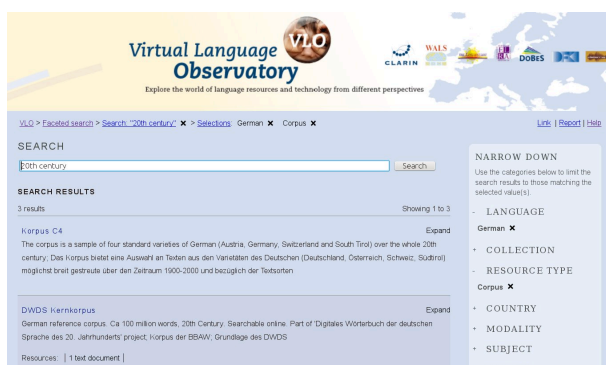 Virtual Language
VLO
Observatory
Explore the world of language resources and technology from different perspectives
CLARIN
WALS
DOBES
VLO > Faceted search > Search: "20th century" ✖ > Selections: German ✖ Corpus ✖
Link | Report | Help
SEARCH
20th century
Search
SEARCH RESULTS
3 results
Showing 1 to 3
Korpus C4
Expand
The corpus is a sample of four standard varieties of German (Austria, Germany, Switzerland and South Tirol) over the whole 20th
century; Das Korpus bietet eine Auswahl an Texten aus den Varietäten des Deutschen (Deutschland, Österreich, Schweiz, Südtirol)
möglichst breit gestreute über den Zeitraum 1900-2000 und bezüglich der Textsorten
DWDS Kernkorpus
Expand
German reference corpus. Ca 100 million words, 20th Century. Searchable online. Part of 'Digitales Wörterbuch der deutschen
Sprache des 20. Jahrhunderts' project; Korpus der BBAW; Grundlage des DWDS
Resources: | 1 text document |
NARROW DOWN
Use the categories below to limit the
search results to those matching the
selected value(s).
- LANGUAGE
German ✖
+ COLLECTION
- RESOURCE TYPE
Corpus ✖
+ COUNTRY
+ MODALITY
+ SUBJECT